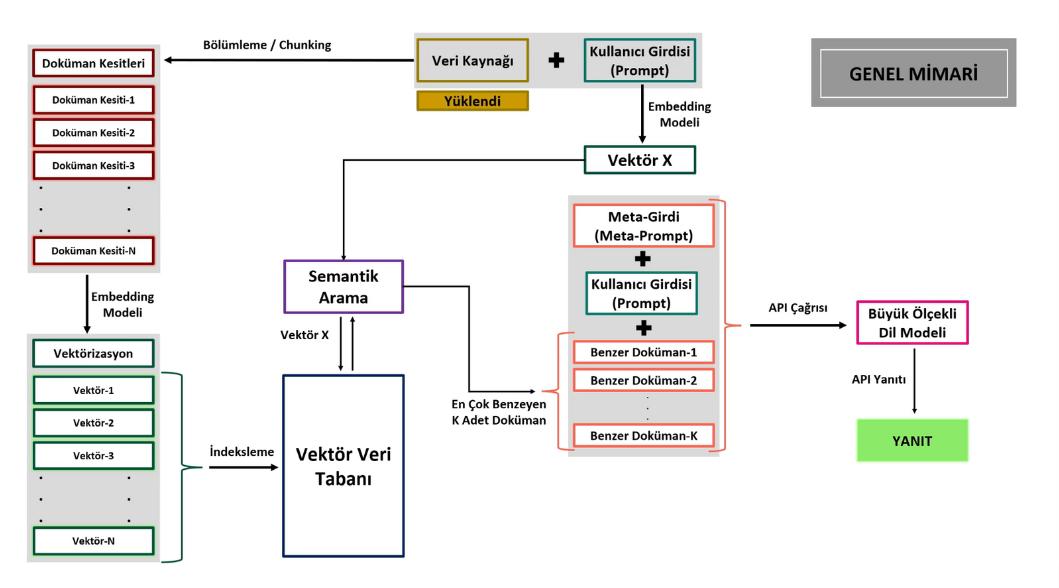 GENEL MİMARİ
Veri Kaynağı
Yüklendi
Kullanıcı Girdisi
(Prompt)
Bölümleme / Chunking
Doküman Kesitleri
Doküman Kesiti-1
Doküman Kesiti-2
Doküman Kesiti-3
Doküman Kesiti-N
Embedding
Modeli
Vektörizasyon
Vektör-1
Vektör-2
Vektör-3
Vektör-N
İndeksleme
Vektör Veri
Tabanı
Embedding
Modeli
Vektör X
Semantik
Arama
Vektör X
En Çok Benzeyen
K Adet Doküman
Meta-Girdi
(Meta-Prompt)
Kullanıcı Girdisi
(Prompt)
Benzer Doküman-1
Benzer Doküman-2
Benzer Doküman-K
API Çağrısı
Büyük Ölçekli
Dil Modeli
API Yanıtı
YANIT